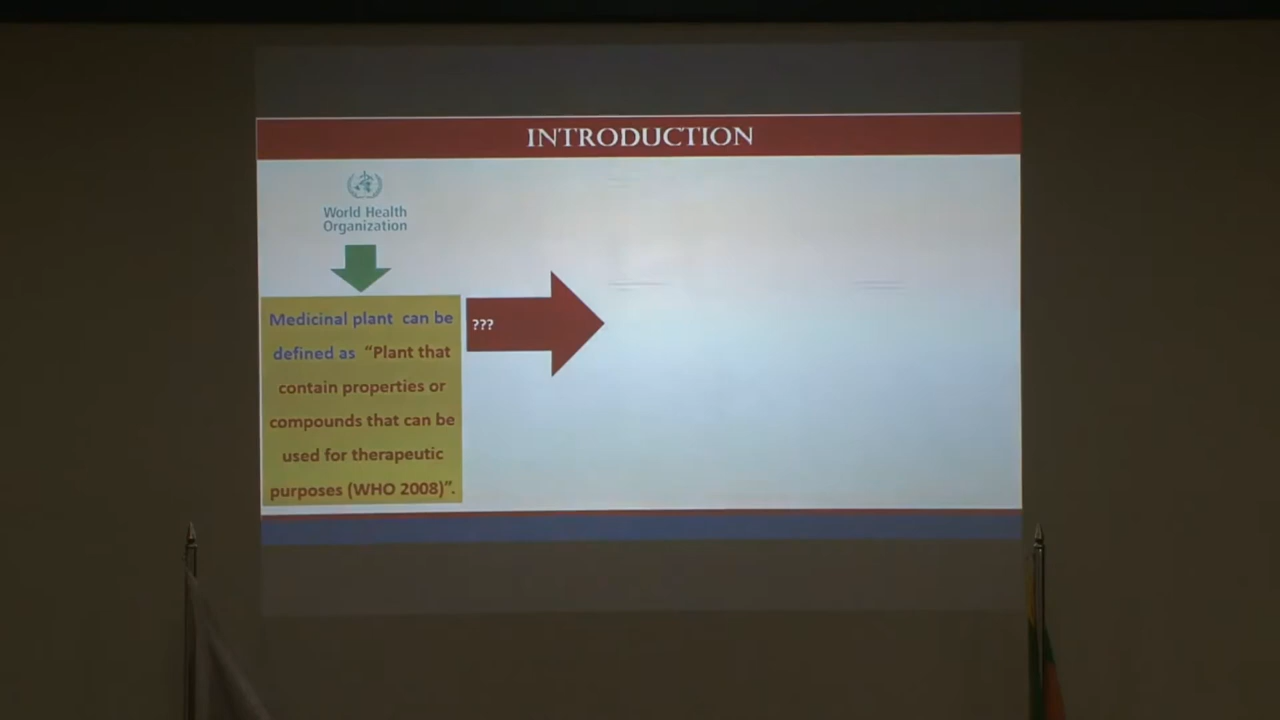 INTRODUCTION
World Health
Organization
Medicinal plant can be
defined as “Plant that
contain properties or
compounds that can be
used for therapeutic
purposes (WHO 2008)”.
???